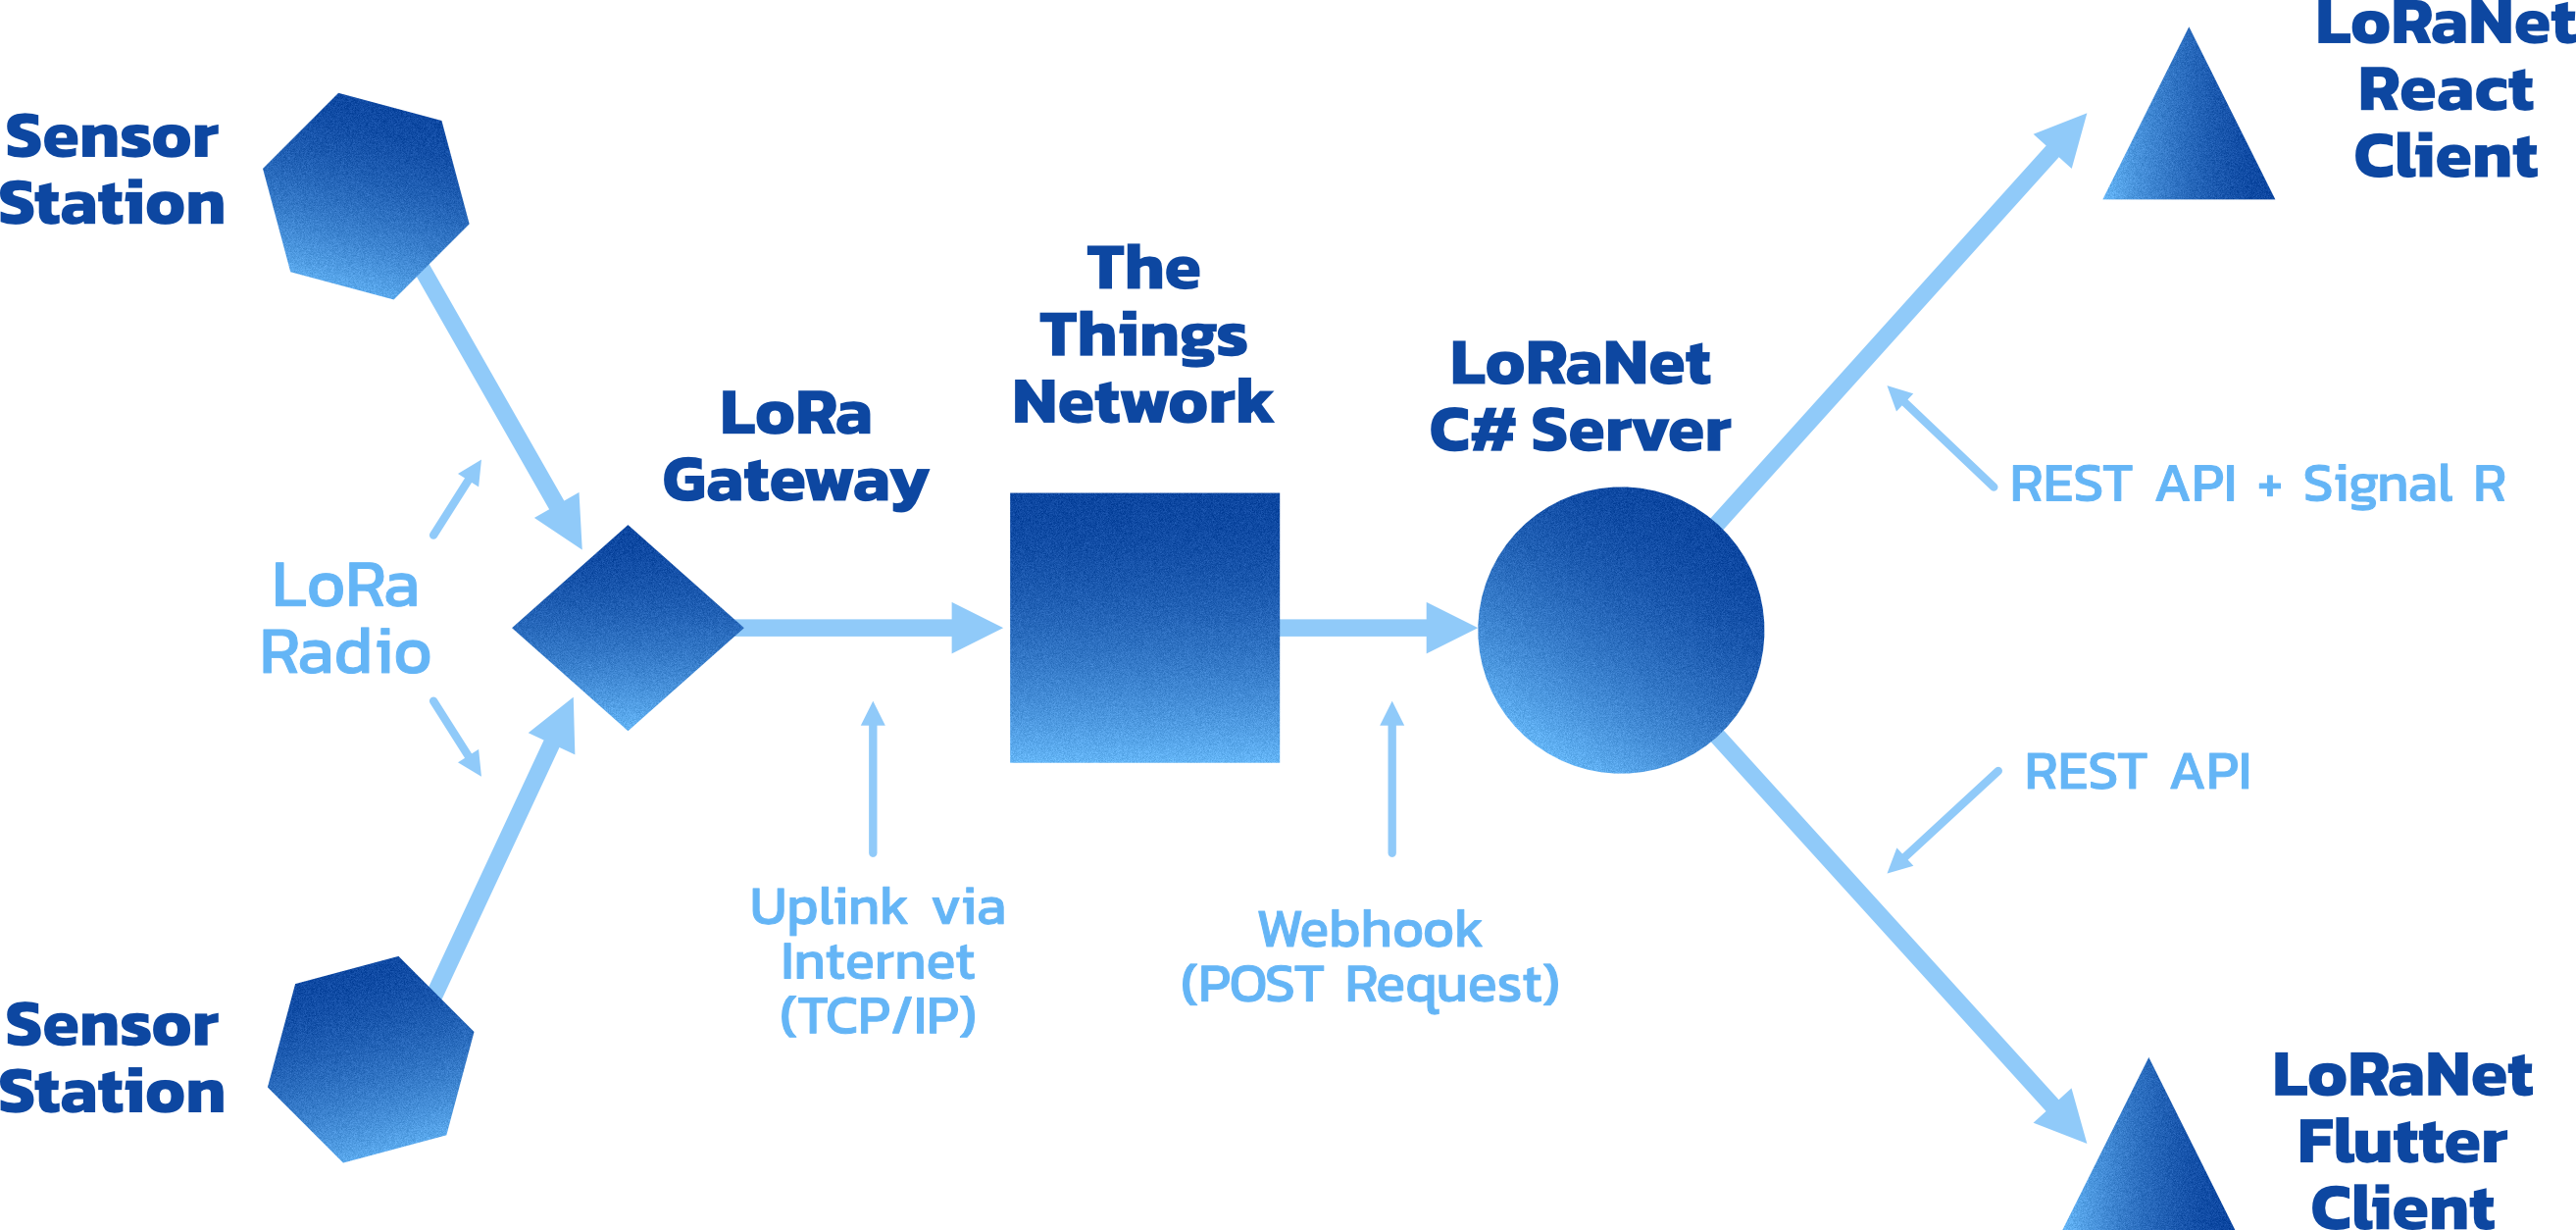 Sensor
Station
LoRa
Radio
Sensor
Station
LoRa
Gateway
Uplink via
Internet
(TCP/IP)
The
Things
Network
Webhook
(POST Request)
LoRaNet
C# Server
LoRaNet
React
Client
REST API + Signal R
REST API
LoRaNet
Flutter
Client